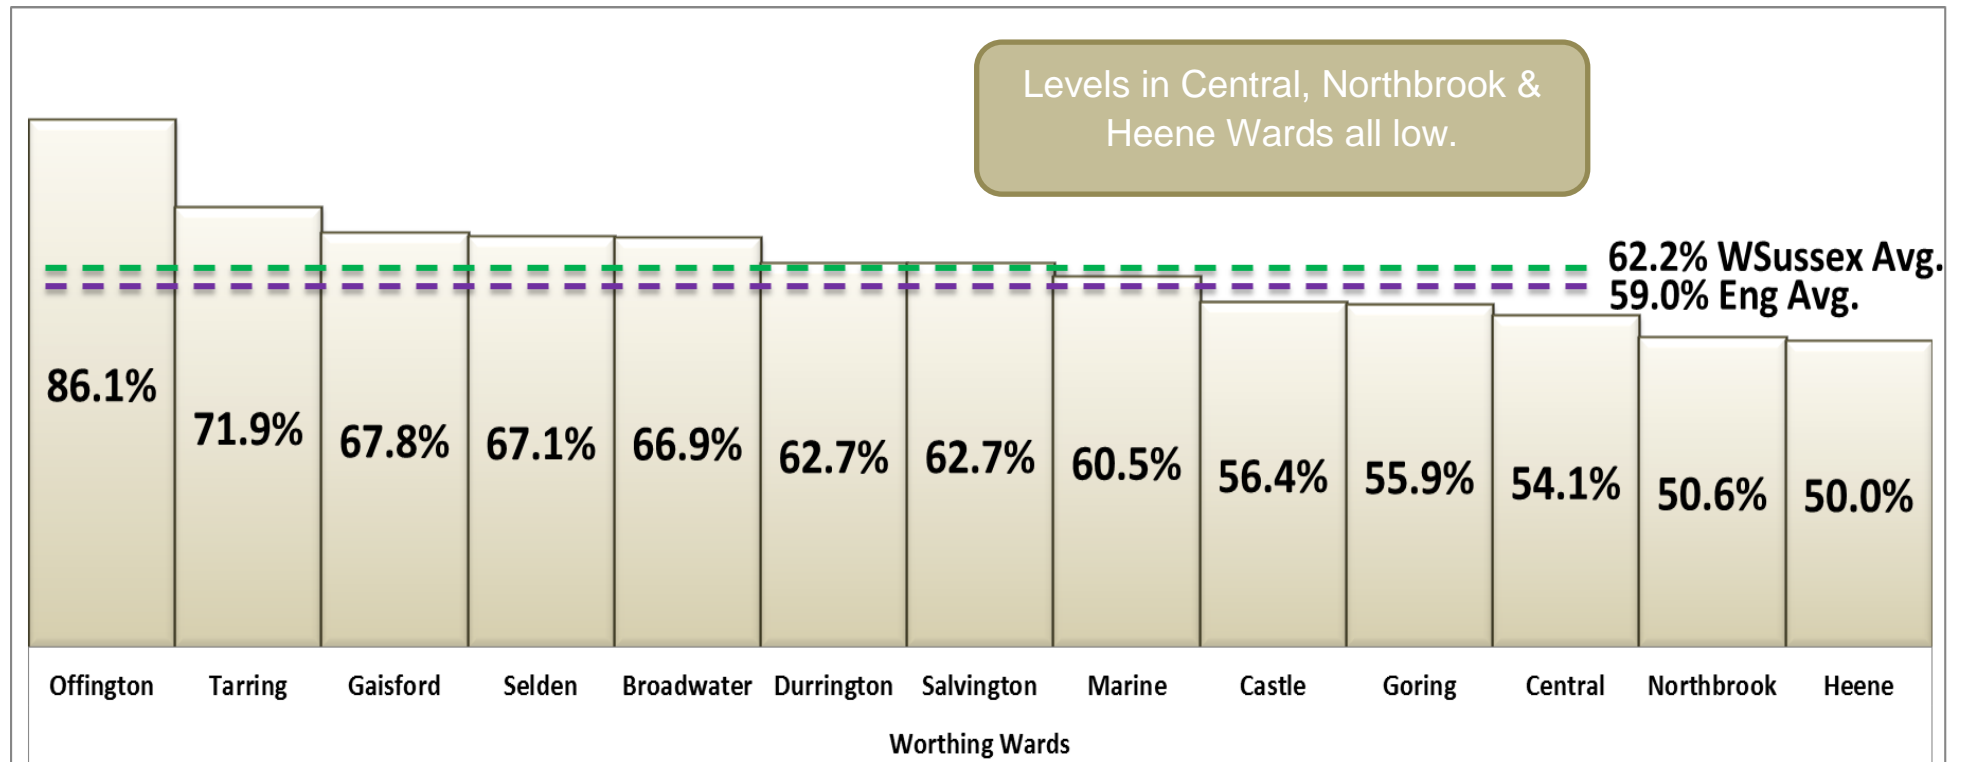 Levels in Central, Northbrook &
Heene Wards all low.
62.2% WSussex Avg.
59.0% Eng Avg.
86.1%
71.9%
67.8%
67.1%
66.9%
62.7%
62.7%
60.5%
56.4%
55.9%
54.1%
50.6%
50.0%
Offington Tarring Gaisford Selden Broadwater Durrington Salvington Marine Castle Goring Central Northbrook Heene
Worthing Wards